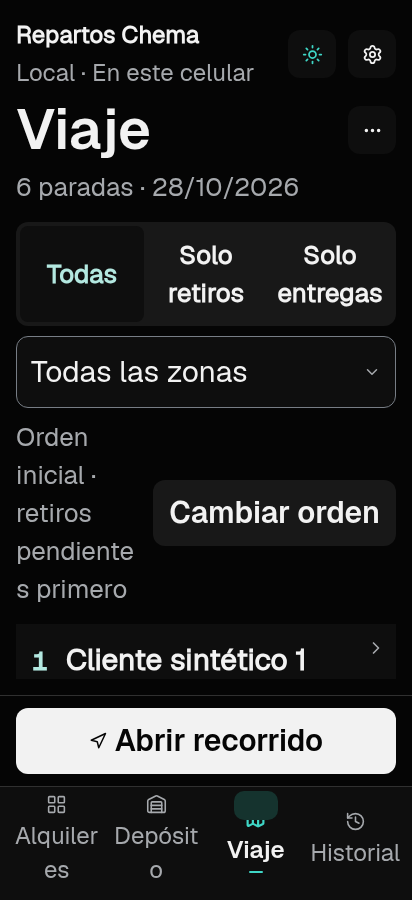 Repartos Chema
Local · En este celular
Viaje
6 paradas · 28/10/2026
Todas
Solo
retiros
Solo
entregas
Todas las zonas
Orden
inicial ·
retiros
pendiente
s primero
Cambiar orden
1 Cliente sintético 1
Abrir recorrido
Alquiler
es
Depósit
o
Viaje
Historial